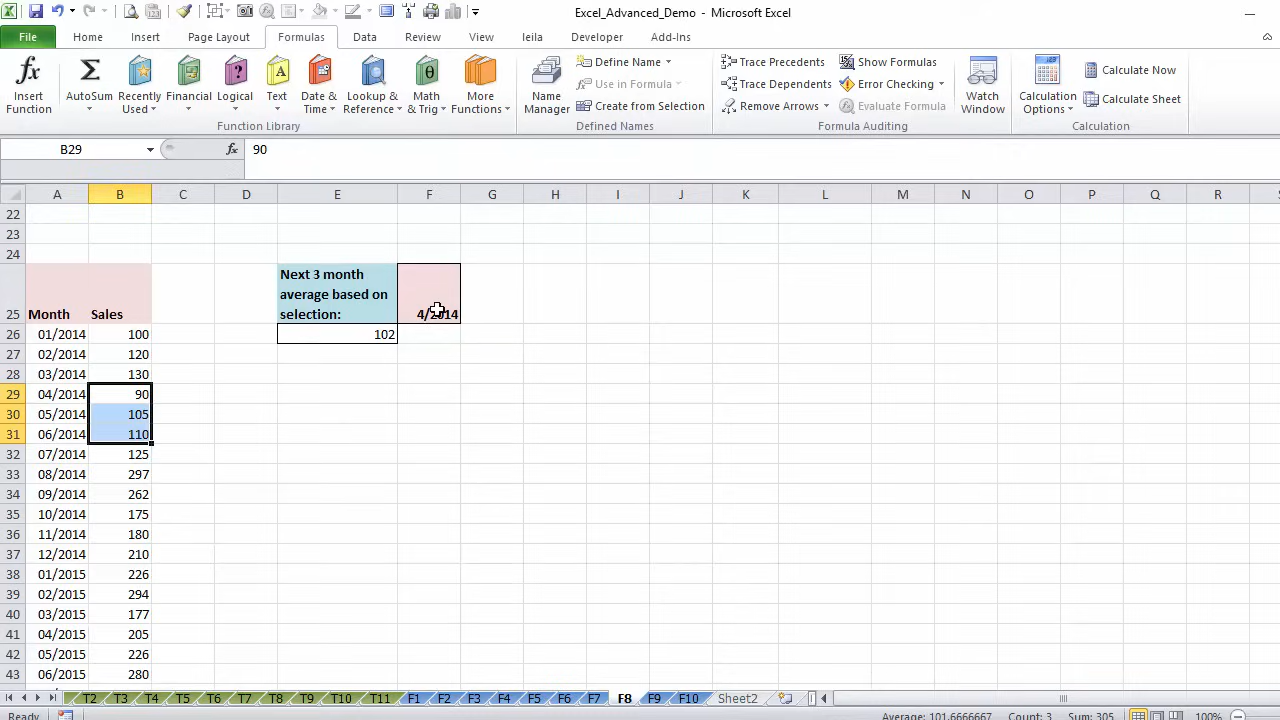 Excel_Advanced_Demo - Microsoft Excel
File Home Insert Page Layout Formulas Data Review View leila Developer Add-Ins
Insert Function
AutoSum
Recently Used
Financial
Logical
Text
Date & Time
Lookup & Reference
Math & Trig
More Functions
Function Library
Name Manager
Define Name
Use in Formula
Create from Selection
Defined Names
Trace Precedents
Trace Dependents
Remove Arrows
Show Formulas
Error Checking
Evaluate Formula
Formula Auditing
Watch Window
Calculation Options
Calculate Now
Calculate Sheet
Calculation
B29 fx 90
A B C D E F G H I J K L M N O P Q R
22
23
24
Next 3 month
average based on
25 Month Sales selection: 4/2014
26 01/2014 100 102
27 02/2014 120
28 03/2014 130
29 04/2014 90
30 05/2014 105
31 06/2014 110
32 07/2014 125
33 08/2014 297
34 09/2014 262
35 10/2014 175
36 11/2014 180
37 12/2014 210
38 01/2015 226
39 02/2015 294
40 03/2015 177
41 04/2015 205
42 05/2015 226
43 06/2015 280
T2 T3 T4 T5 T6 T7 T8 T9 T10 T11 F1 F2 F3 F4 F5 F6 F7 F8 F9 F10 Sheet2
Ready Average: 101.6666667 Count: 3 Sum: 305 100%